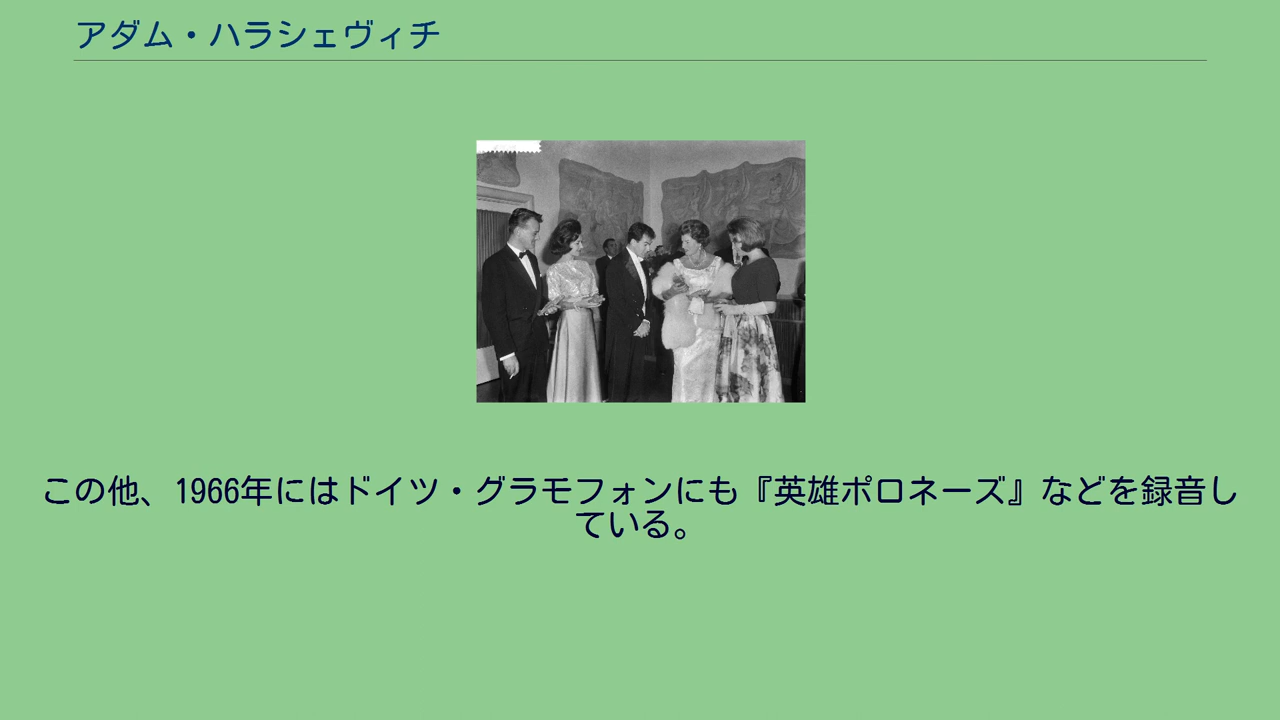 アダム・ハラシェヴィチ
この他、1966年にはドイツ・グラモフォンにも『英雄ポロネーズ』などを録音し
ている。